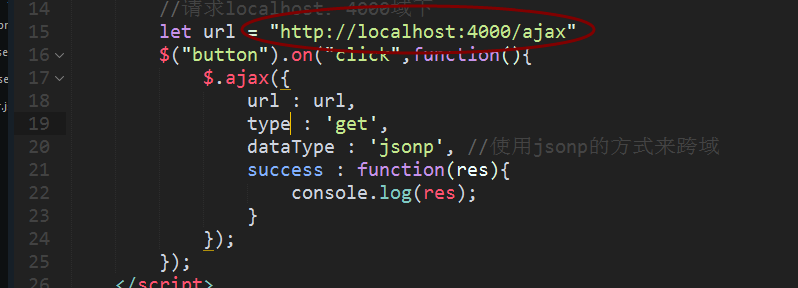 14 //请求localhost: 4000域下
15 let url = "http://localhost:4000/ajax"
16 $("button").on("click",function(){
17 $.ajax({
18 url : url,
19 type : 'get',
20 dataType : 'jsonp', //使用jsonp的方式来跨域
21 success : function(res){
22 console.log(res);
23 }
24 });
25 });
26 </script>